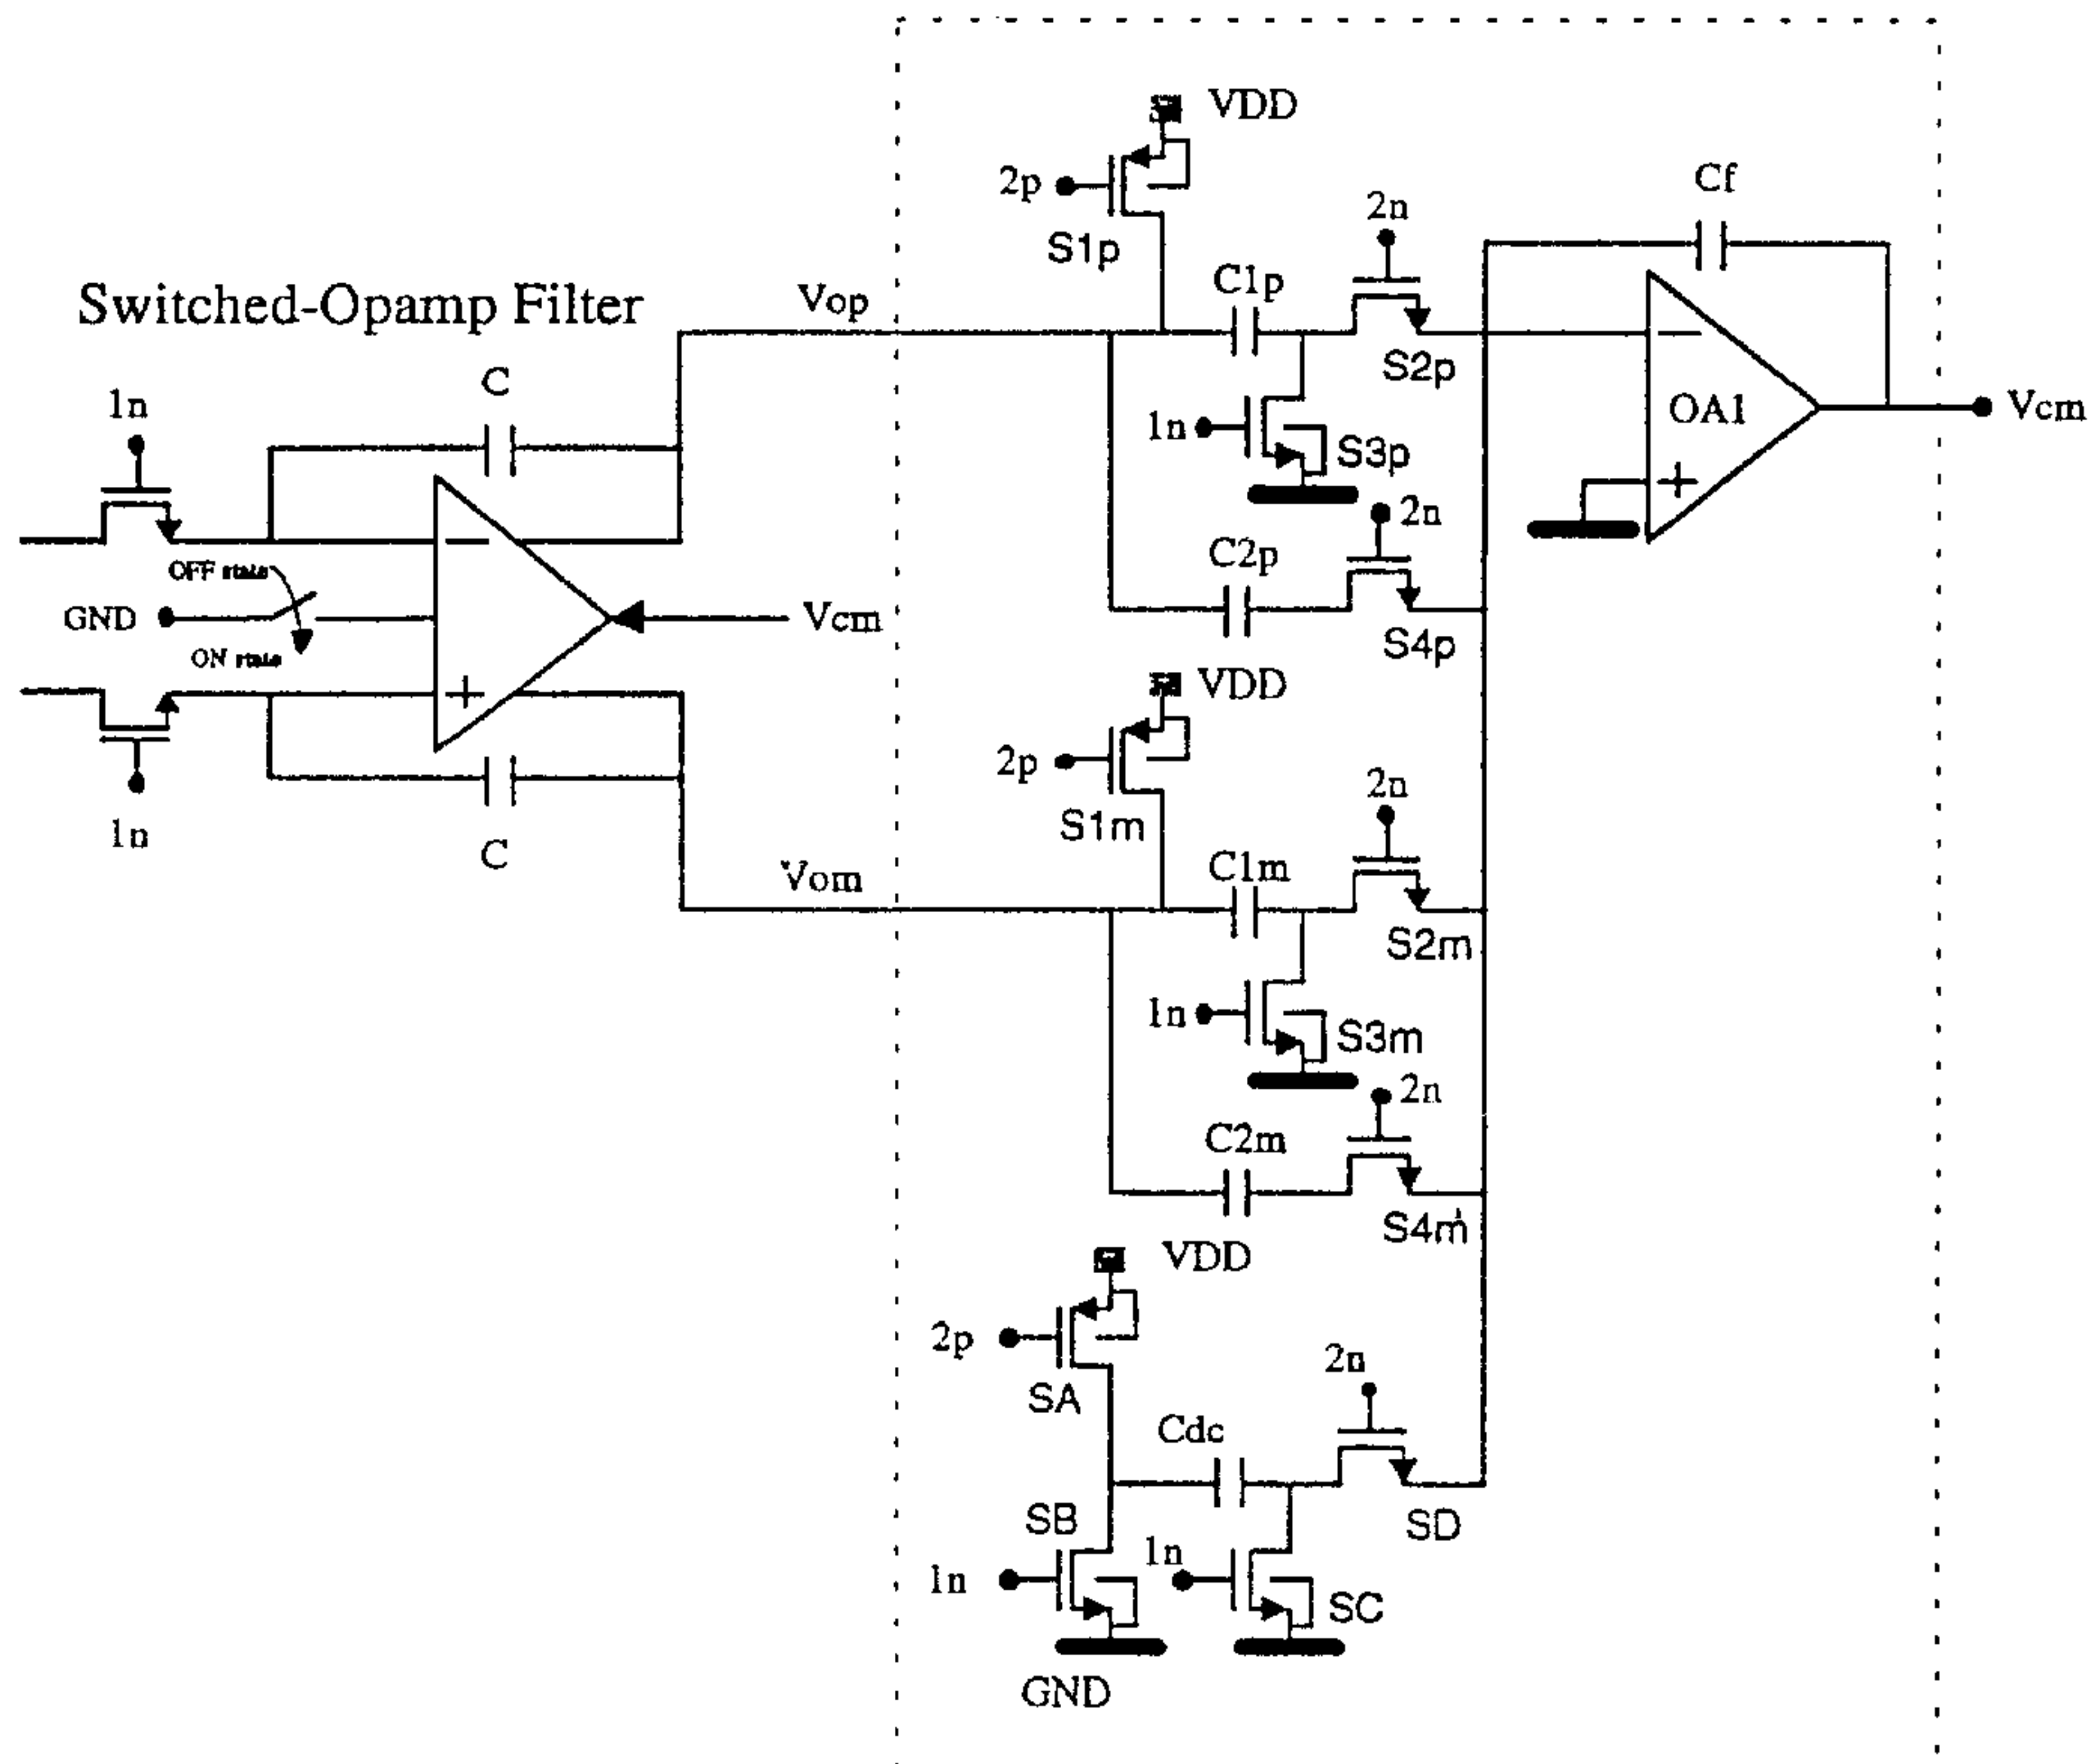 VDD
2p
S1p
Cf
2n
C1p
S2p
Switched-Opamp Filter
Vop
C
1n
OA1
Vcm
−
+
1n
S3p
2n
C2p
S4p
OFF state
GND
ON state
−
+
Vcm
1n
C
VDD
2p
S1m
2n
C1m
S2m
Vom
1n
S3m
2n
C2m
S4m
VDD
2p
SA
2n
Cdc
SD
SB
1n
1n
SC
GND